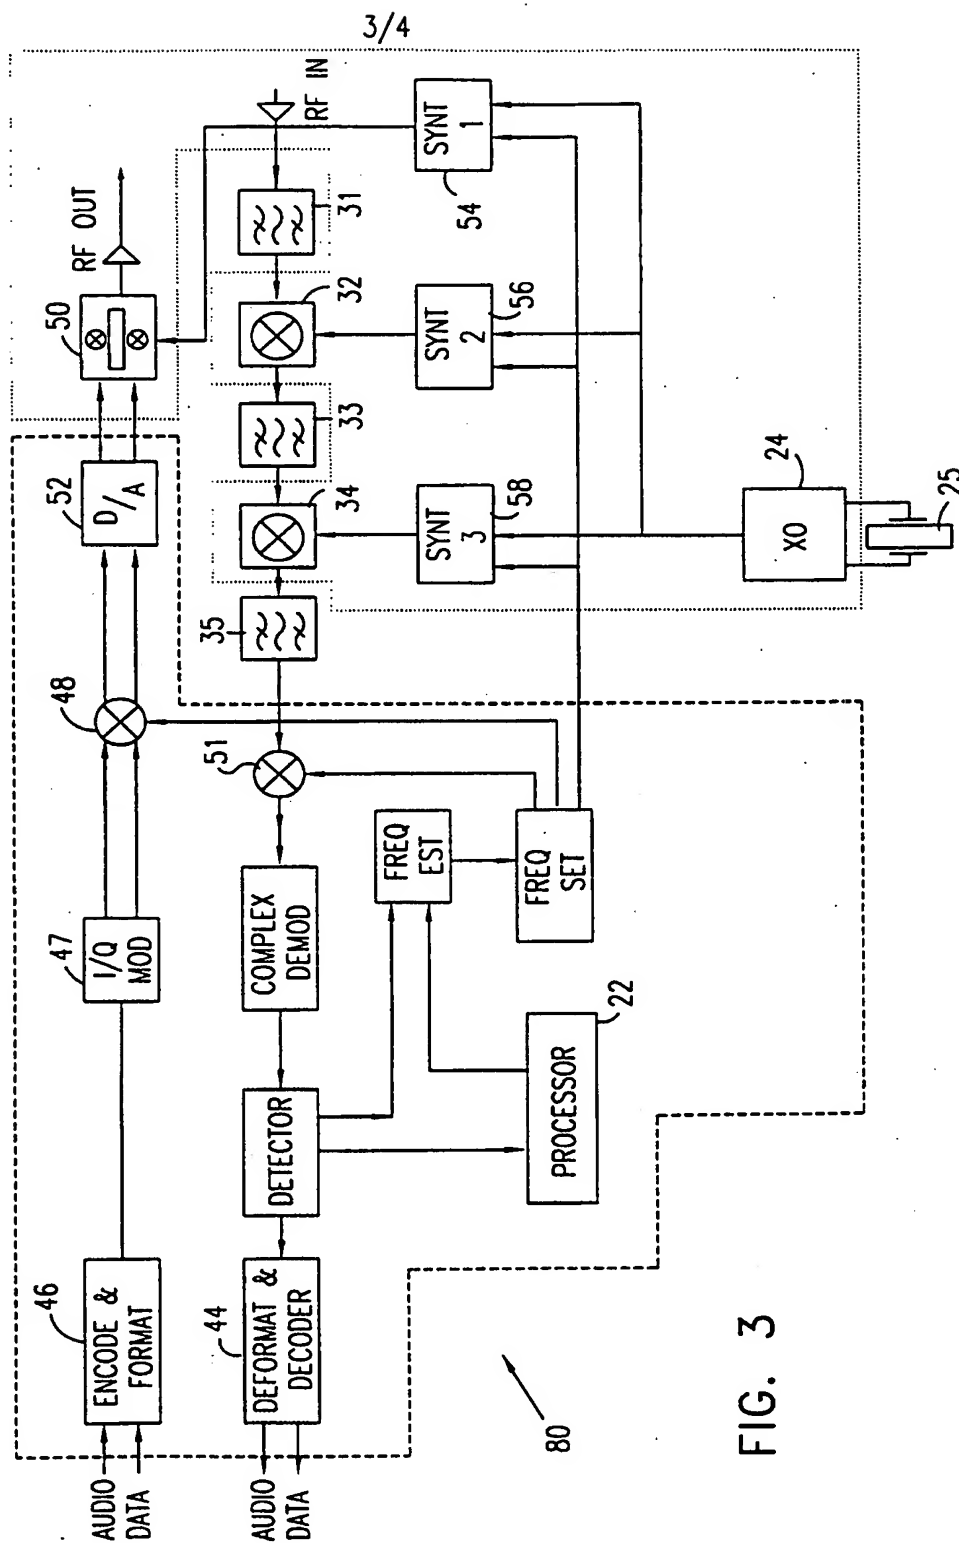 3/4
AUDIO
DATA
46
ENCODE &
FORMAT
47
I/Q
MOD
48
52
D/A
50
RF OUT
AUDIO
DATA
44
DEFORMAT &
DECODER
DETECTOR
COMPLEX
DEMOD
51
35
34
33
32
31
RF IN
FREQ
EST
FREQ
SET
PROCESSOR
22
SYNT
3
58
SYNT
2
56
SYNT
1
54
XO
24
25
80
FIG. 3